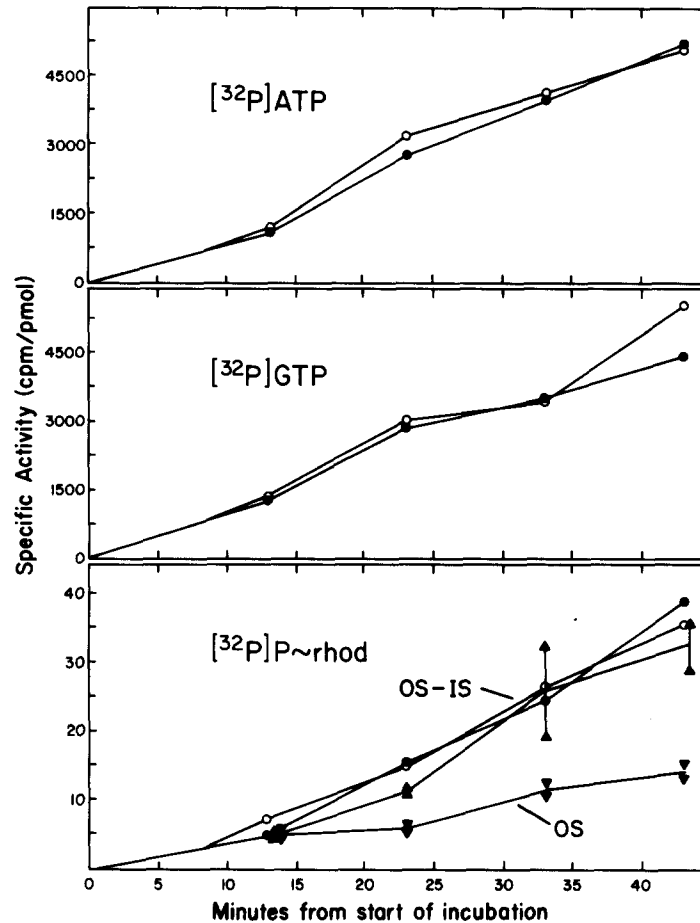 4500
[³²P]ATP
3000
1500
0
4500
[³²P]GTP
3000
1500
0
Specific Activity (cpm/pmol)
40
[³²P]P~rhod
30
OS-IS
20
10
OS
0 10 15 20 25 30 35 40
Minutes from start of incubation